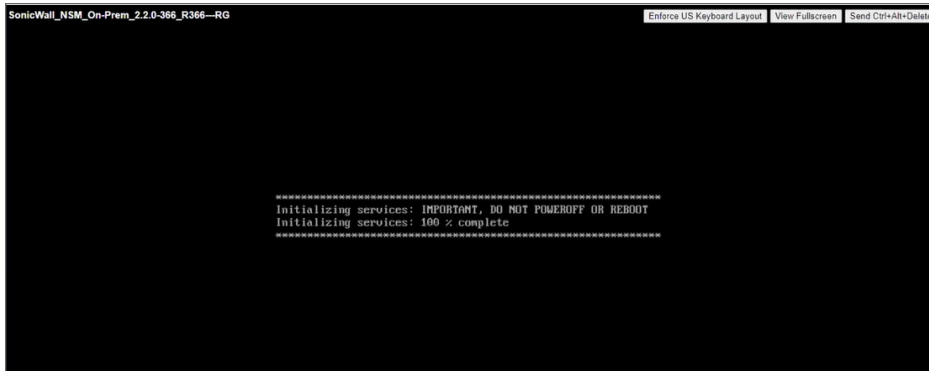 SonicWall_NSM_On-Prem_2.2.0-366_R366---RG
Enforce US Keyboard Layout View Fullscreen Send Ctrl+Alt+Delete
************************************************************
Initializing services: IMPORTANT, DO NOT POWEROFF OR REBOOT
Initializing services: 100 % complete
************************************************************